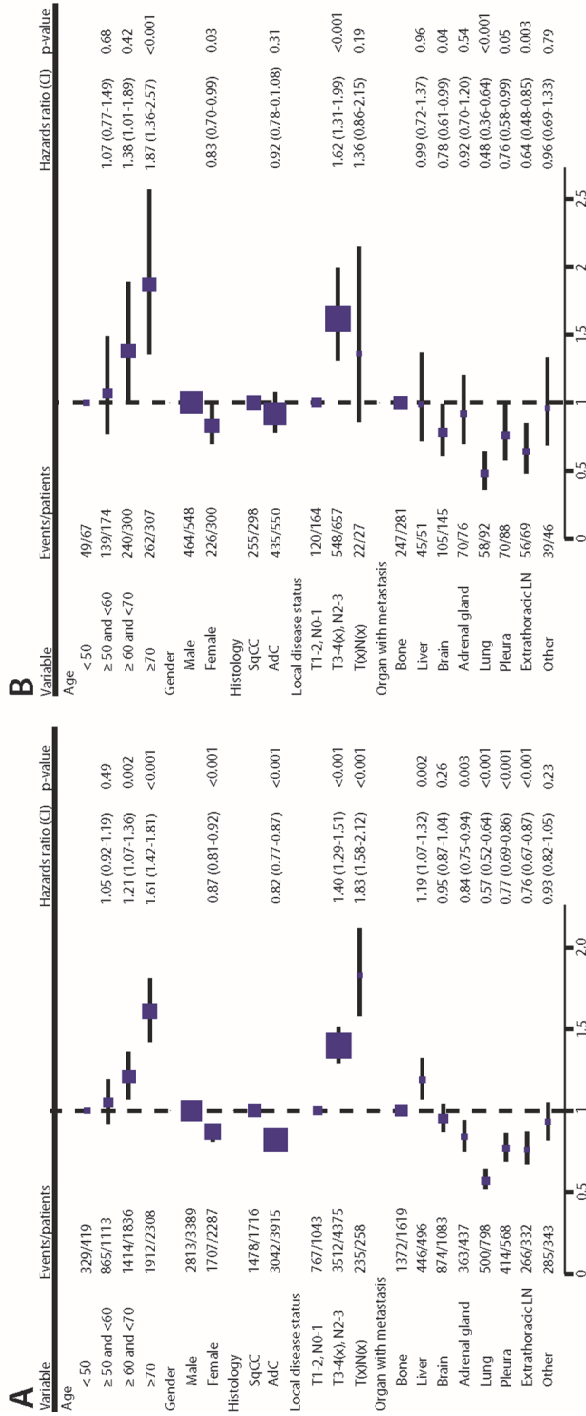 A
Variable Events/patients Hazards ratio (CI) p-value
Age
< 50 329/419
≥ 50 and <60 865/1113 1.05 (0.92-1.19) 0.49
≥ 60 and <70 1414/1836 1.21 (1.07-1.36) 0.002
≥70 1912/2308 1.61 (1.42-1.81) <0.001
Gender
Male 2813/3389
Female 1707/2287 0.87 (0.81-0.92) <0.001
Histology
SqCC 1478/1716
AdC 3042/3915 0.82 (0.77-0.87) <0.001
Local disease status
T1-2, N0-1 767/1043
T3-4(x), N2-3 3512/4375 1.40 (1.29-1.51) <0.001
T(x)N(x) 235/258 1.83 (1.58-2.12) <0.001
Organ with metastasis
Bone 1372/1619
Liver 446/496 1.19 (1.07-1.32) 0.002
Brain 874/1083 0.95 (0.87-1.04) 0.26
Adrenal gland 363/437 0.84 (0.75-0.94) 0.003
Lung 500/798 0.57 (0.52-0.64) <0.001
Pleura 414/568 0.77 (0.69-0.86) <0.001
Extrathoracic LN 266/332 0.76 (0.67-0.87) <0.001
Other 285/343 0.93 (0.82-1.05) 0.23
0 0.5 1 1.5 2.0
B
Variable Events/patients Hazards ratio (CI) p-value
Age
< 50 49/67
≥ 50 and <60 139/174 1.07 (0.77-1.49) 0.68
≥ 60 and <70 240/300 1.38 (1.01-1.89) 0.42
≥70 262/307 1.87 (1.36-2.57) <0.001
Gender
Male 464/548
Female 226/300 0.83 (0.70-0.99) 0.03
Histology
SqCC 255/298
AdC 435/550 0.92 (0.78-0.1.08) 0.31
Local disease status
T1-2, N0-1 120/164
T3-4(x), N2-3 548/657 1.62 (1.31-1.99) <0.001
T(x)N(x) 22/27 1.36 (0.86-2.15) 0.19
Organ with metastasis
Bone 247/281
Liver 45/51 0.99 (0.72-1.37) 0.96
Brain 105/145 0.78 (0.61-0.99) 0.04
Adrenal gland 70/76 0.92 (0.70-1.20) 0.54
Lung 58/92 0.48 (0.36-0.64) <0.001
Pleura 70/88 0.76 (0.58-0.99) 0.05
Extrathoracic LN 56/69 0.64 (0.48-0.85) 0.003
Other 39/46 0.96 (0.69-1.33) 0.79
0 0.5 1 1.5 2 2.5